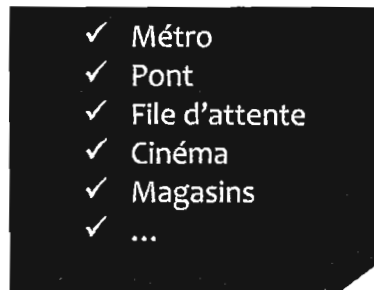 ✓ Métro
✓ Pont
✓ File d'attente
✓ Cinéma
✓ Magasins
✓ ...